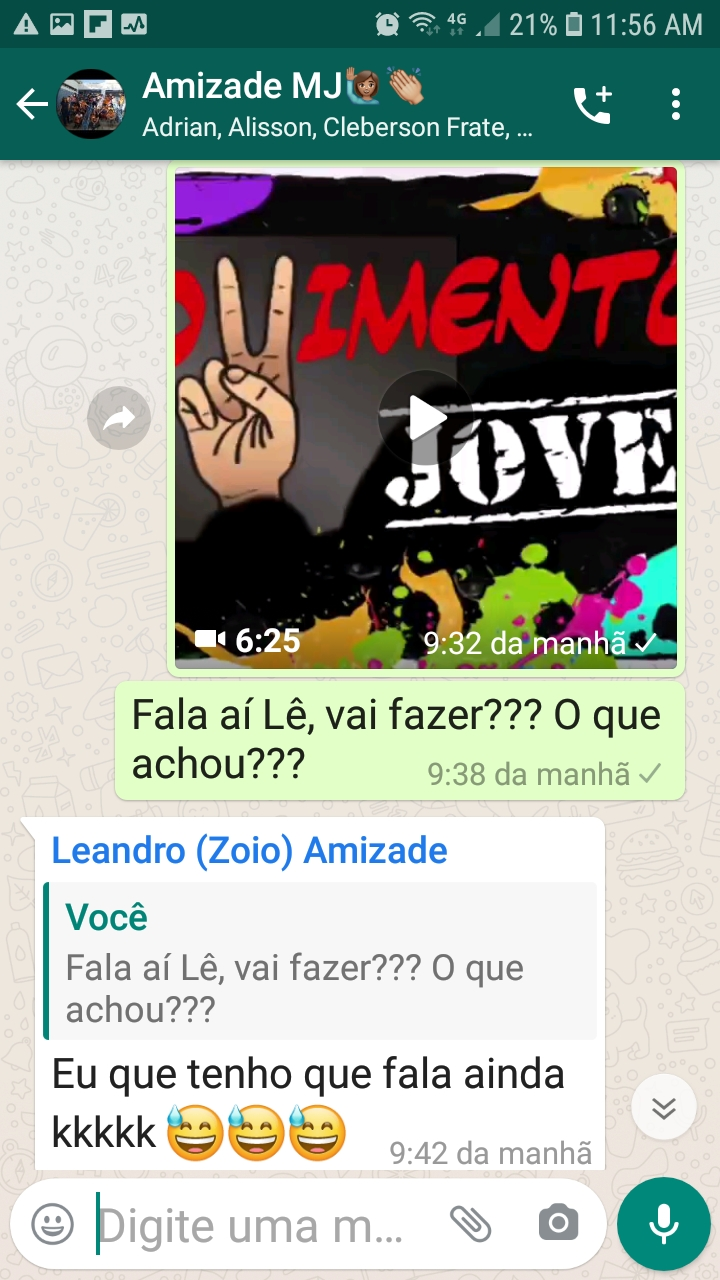 4G 21% 11:56 AM
Amizade MJ
Adrian, Alisson, Cleberson Frate, ...
OVIMENTO
JOVE
6:25
9:32 da manhã
Fala aí Lê, vai fazer??? O que
achou???
9:38 da manhã
Leandro (Zoio) Amizade
Você
Fala aí Lê, vai fazer??? O que
achou???
Eu que tenho que fala ainda
kkkkk 😅😅😅
9:42 da manhã
Digite uma m...